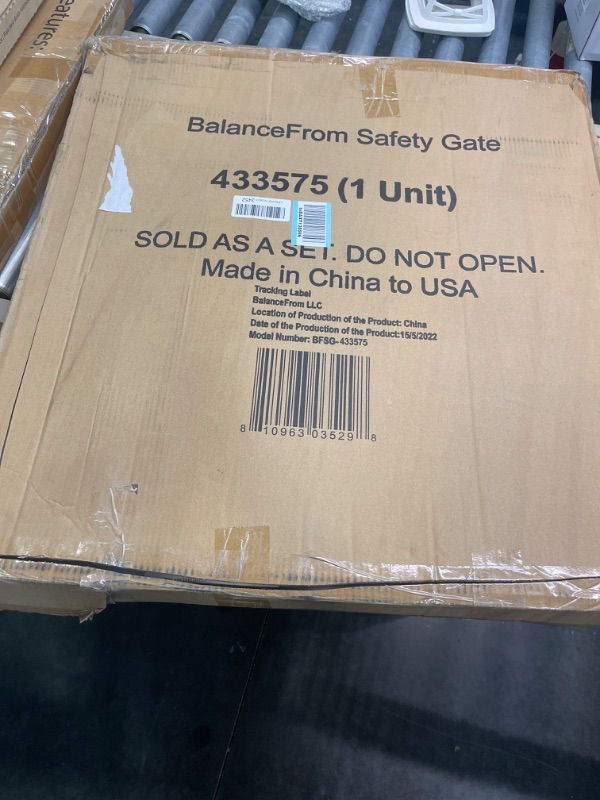 eatures:
BalanceFrom Safety Gate
433575 (1 Unit)
SOLD AS A SET. DO NOT OPEN.
Made in China to USA
Tracking Label
BalanceFrom LLC
Location of Production of the Product: China
Date of the Production of the Product:15/5/2022
Model Number: BFSG-433575
8 10963 03529 8